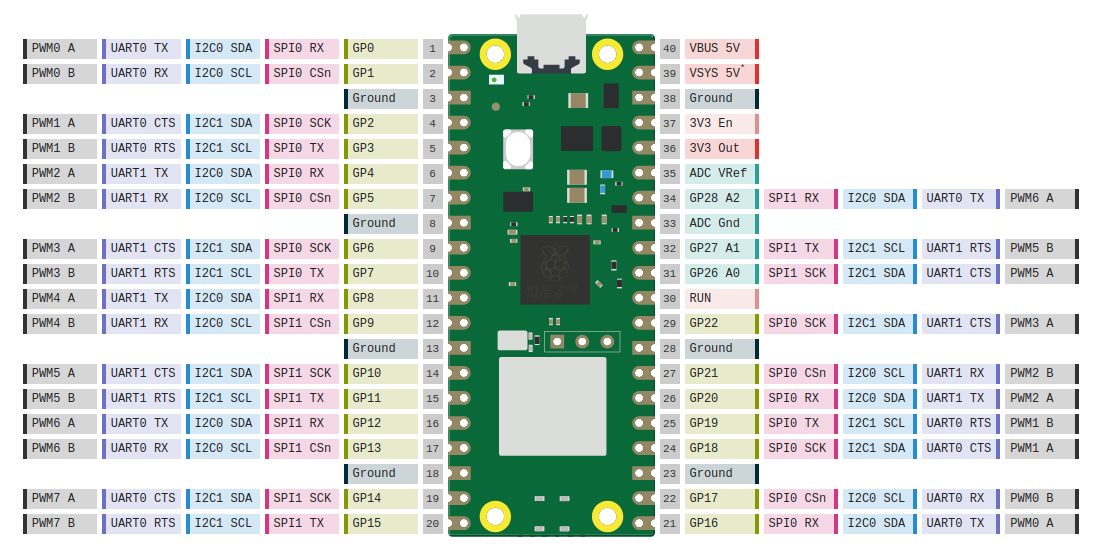 PWM0 A UART0 TX I2C0 SDA SPI0 RX GP0 1 40 VBUS 5V
PWM0 B UART0 RX I2C0 SCL SPI0 CSn GP1 2 39 VSYS 5V*
Ground 3 38 Ground
PWM1 A UART0 CTS I2C1 SDA SPI0 SCK GP2 4 37 3V3 En
PWM1 B UART0 RTS I2C1 SCL SPI0 TX GP3 5 36 3V3 Out
PWM2 A UART1 TX I2C0 SDA SPI0 RX GP4 6 35 ADC VRef
PWM2 B UART1 RX I2C0 SCL SPI0 CSn GP5 7 34 GP28 A2 SPI1 RX I2C0 SDA UART0 TX PWM6 A
Ground 8 33 ADC Gnd
PWM3 A UART1 CTS I2C1 SDA SPI0 SCK GP6 9 32 GP27 A1 SPI1 TX I2C1 SCL UART1 RTS PWM5 B
PWM3 B UART1 RTS I2C1 SCL SPI0 TX GP7 10 31 GP26 A0 SPI1 SCK I2C1 SDA UART1 CTS PWM5 A
PWM4 A UART1 TX I2C0 SDA SPI1 RX GP8 11 30 RUN
PWM4 B UART1 RX I2C0 SCL SPI1 CSn GP9 12 29 GP22 SPI0 SCK I2C1 SDA UART1 CTS PWM3 A
Ground 13 28 Ground
PWM5 A UART1 CTS I2C1 SDA SPI1 SCK GP10 14 27 GP21 SPI0 CSn I2C0 SCL UART1 RX PWM2 B
PWM5 B UART1 RTS I2C1 SCL SPI1 TX GP11 15 26 GP20 SPI0 RX I2C0 SDA UART1 TX PWM2 A
PWM6 A UART0 TX I2C0 SDA SPI1 RX GP12 16 25 GP19 SPI0 TX I2C1 SCL UART0 RTS PWM1 B
PWM6 B UART0 RX I2C0 SCL SPI1 CSn GP13 17 24 GP18 SPI0 SCK I2C1 SDA UART0 CTS PWM1 A
Ground 18 23 Ground
PWM7 A UART0 CTS I2C1 SDA SPI1 SCK GP14 19 22 GP17 SPI0 CSn I2C0 SCL UART0 RX PWM0 B
PWM7 B UART0 RTS I2C1 SCL SPI1 TX GP15 20 21 GP16 SPI0 RX I2C0 SDA UART0 TX PWM0 A